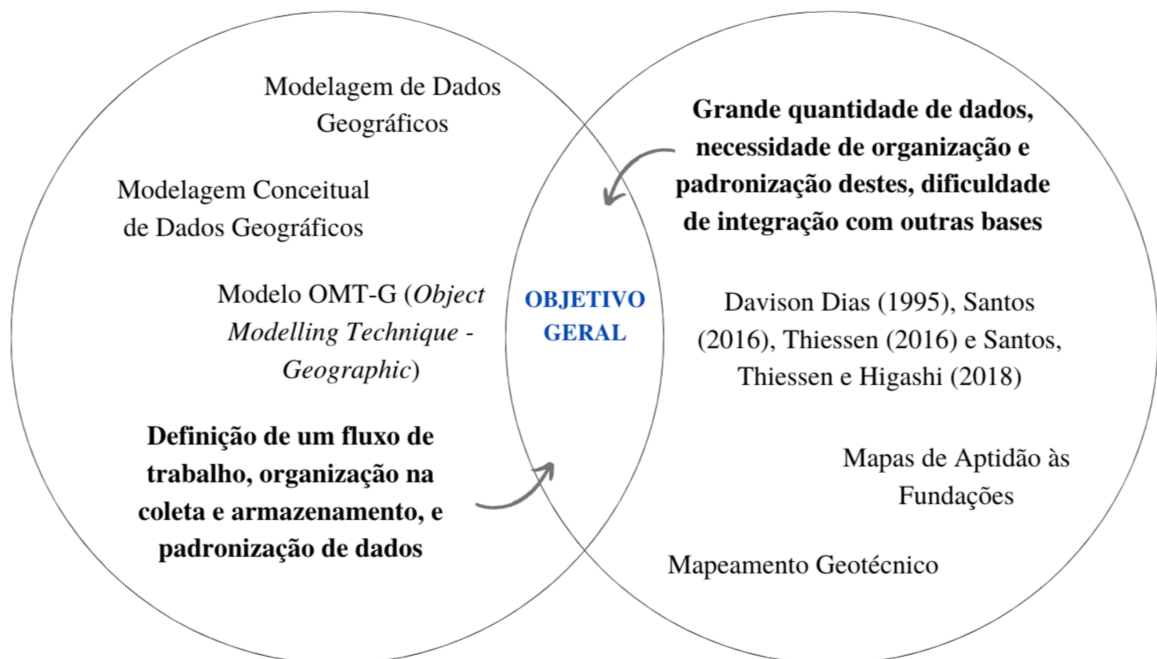 Modelagem de Dados
Geográficos
Modelagem Conceitual
de Dados Geográficos
Modelo OMT-G (Object
Modelling Technique -
Geographic)
Definição de um fluxo de
trabalho, organização na
coleta e armazenamento, e
padronização de dados
OBJETIVO
GERAL
Grande quantidade de dados,
necessidade de organização e
padronização destes, dificuldade
de integração com outras bases
Davison Dias (1995), Santos
(2016), Thiessen (2016) e Santos,
Thiessen e Higashi (2018)
Mapas de Aptidão às
Fundações
Mapeamento Geotécnico